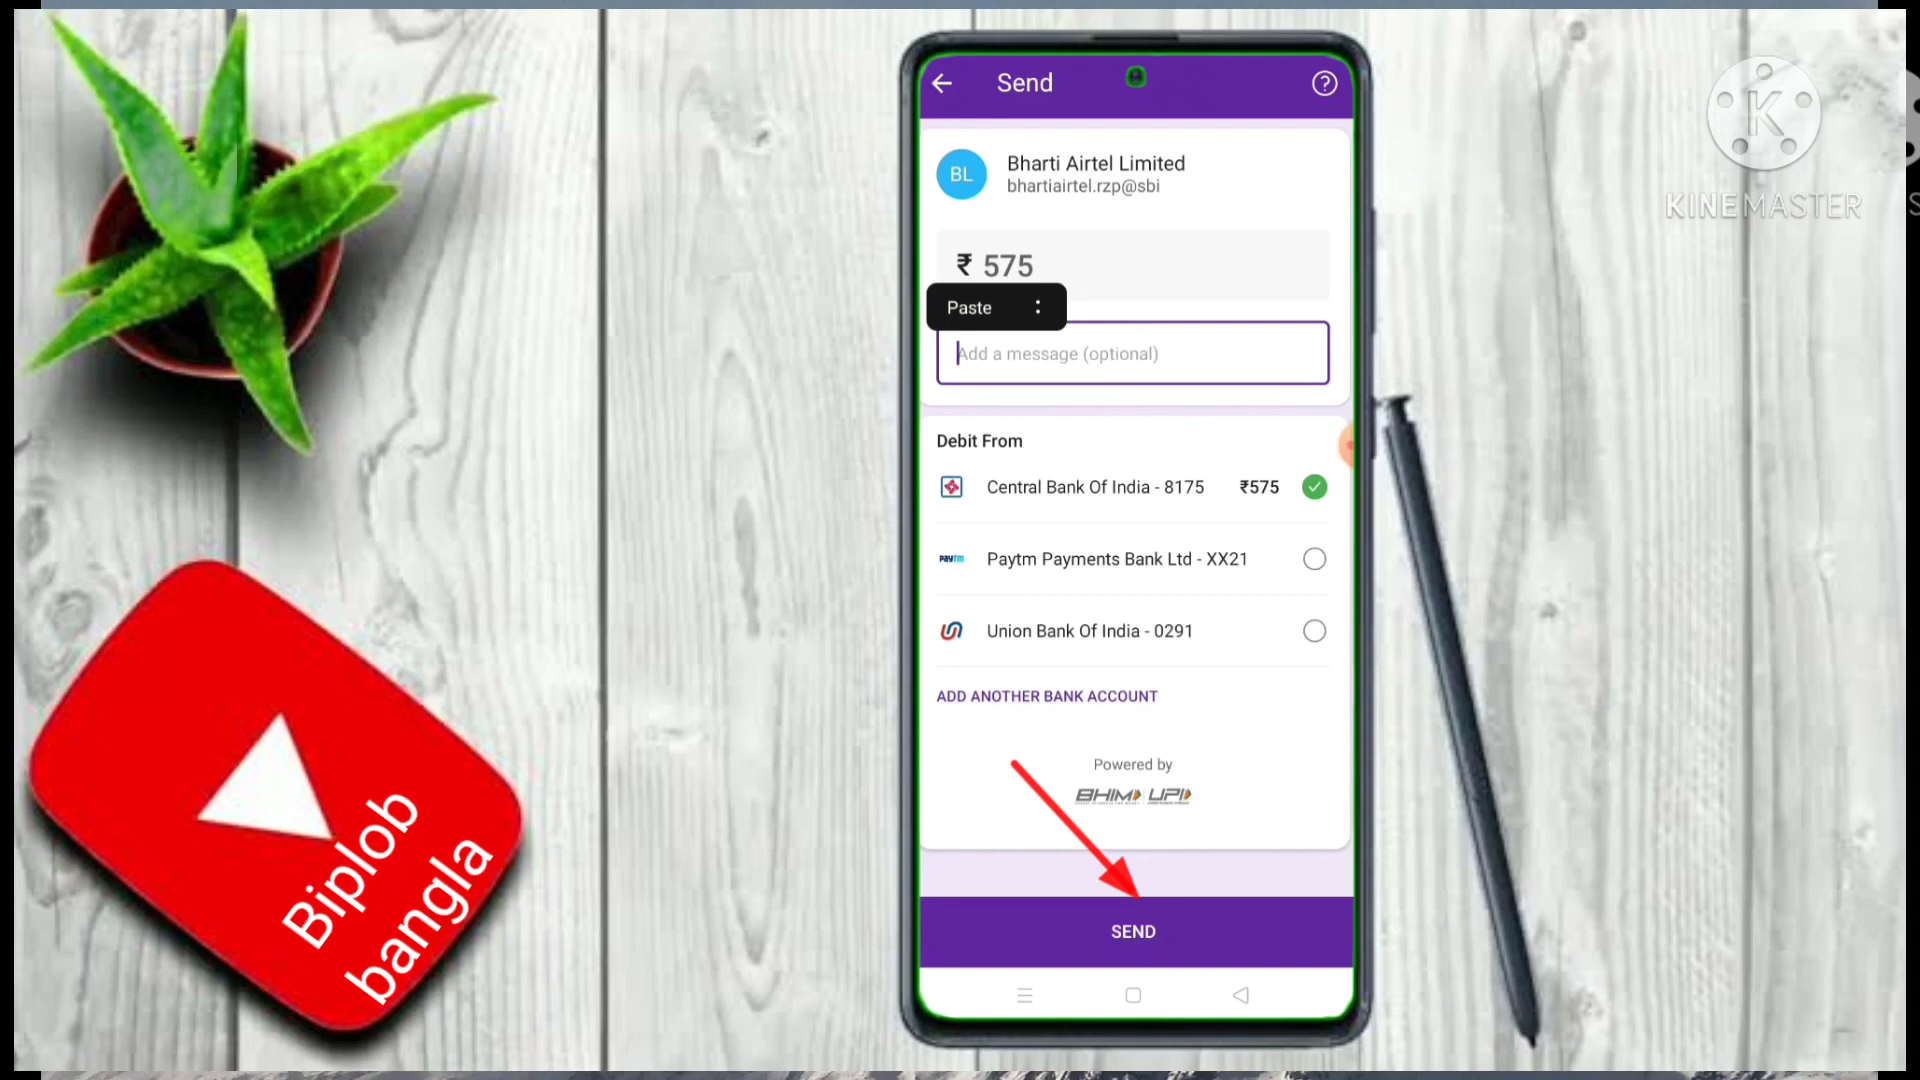 Send
?
BL
Bharti Airtel Limited
bhartiairtel.rzp@sbi
₹ 575
Paste
Add a message (optional)
Debit From
Central Bank Of India - 8175 ₹575
paytm Paytm Payments Bank Ltd - XX21
Union Bank Of India - 0291
ADD ANOTHER BANK ACCOUNT
Powered by
BHIM UPI
SEND
Biplob
bangla
K
KINEMASTER